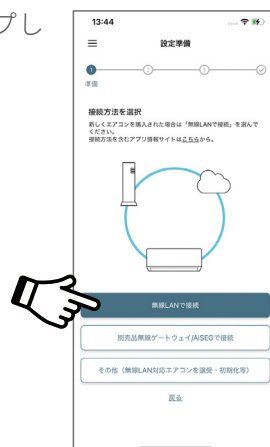 プし
13:44
設定準備
1
2
3
準備
接続方法を選択
新しくエアコンを購入された場合は「無線LANで接続」を選んで
ください。
接続方法を含むアプリ情報サイトはこちらから。
無線LANで接続
別売品無線ゲートウェイ/AiSEGで接続
その他（無線LAN対応エアコンを譲受・初期化等）
戻る